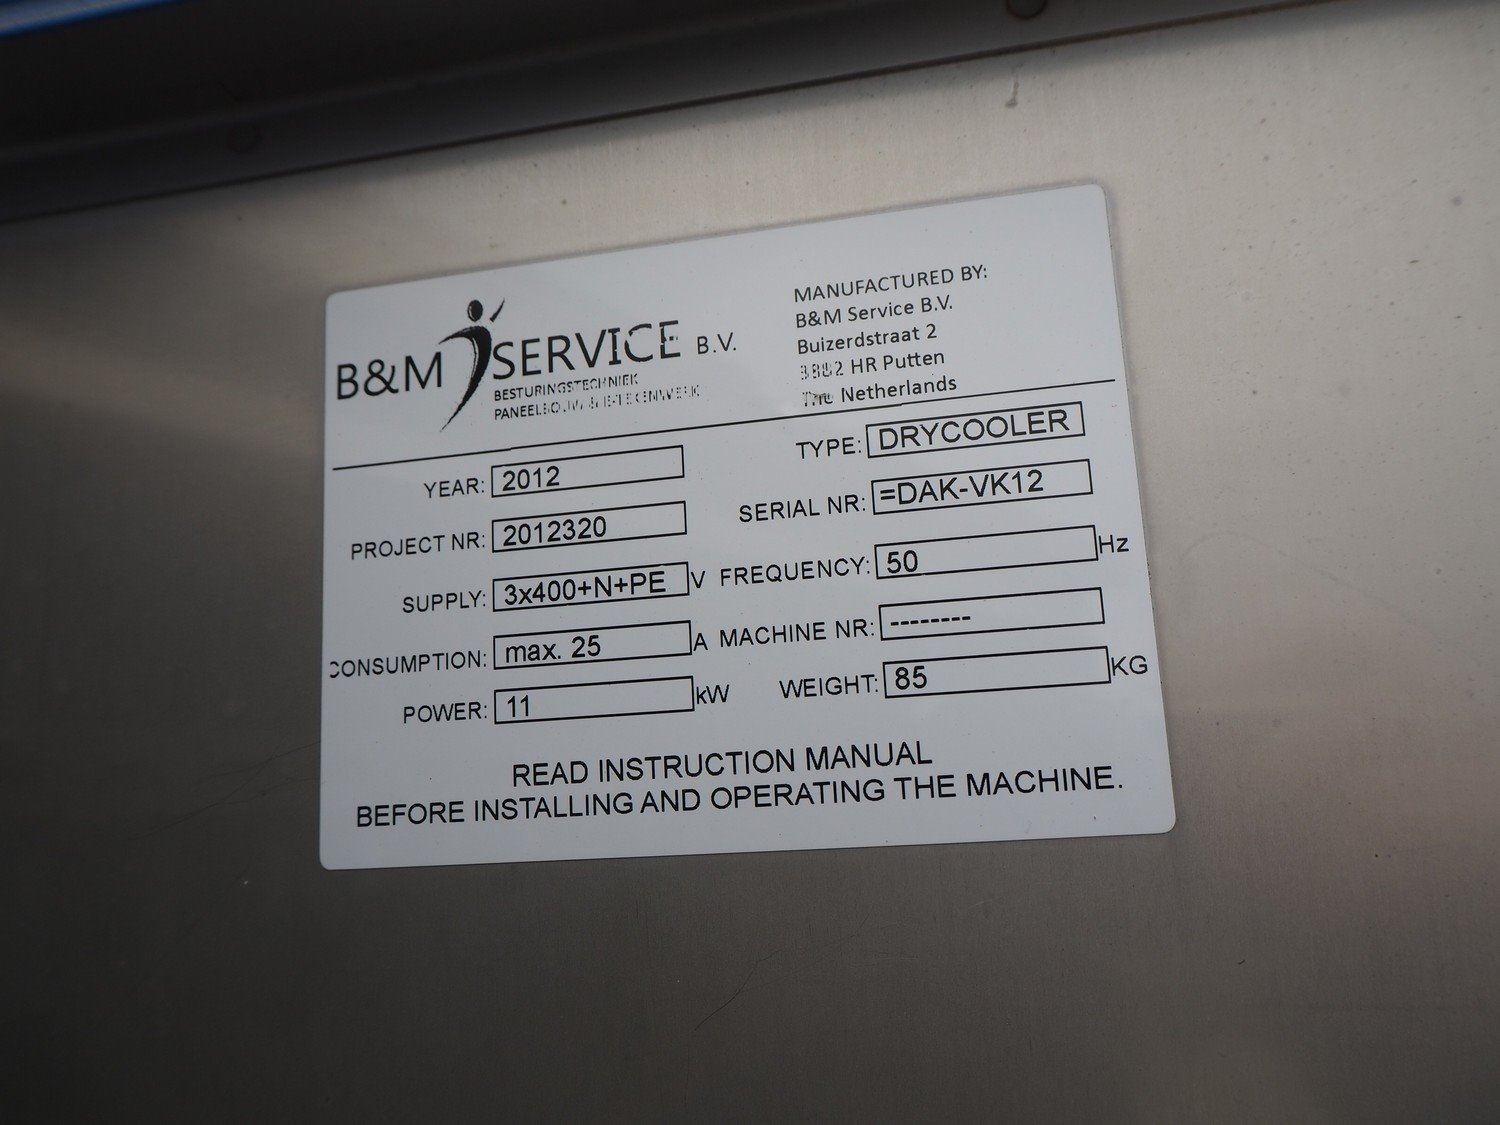 B&M SERVICE B.V.
BESTURINGSTECHNIEK
MANUFACTURED BY:
B&M Service B.V.
Buizerdstraat 2
3882 HR Putten
The Netherlands
YEAR: 2012
TYPE: DRYCOOLER
PROJECT NR: 2012320
SERIAL NR: =DAK-VK12
SUPPLY: 3x400+N+PE V
FREQUENCY: 50 Hz
CONSUMPTION: max. 25 A
MACHINE NR: --------
POWER: 11 kW
WEIGHT: 85 KG
READ INSTRUCTION MANUAL
BEFORE INSTALLING AND OPERATING THE MACHINE.